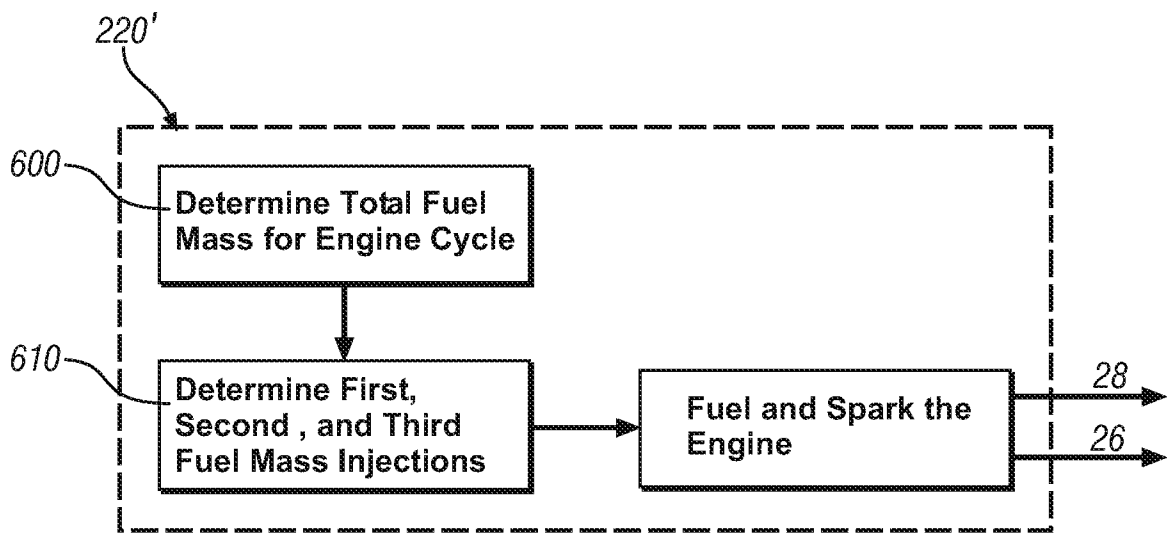 220'
600
Determine Total Fuel
Mass for Engine Cycle
610
Determine First,
Second , and Third
Fuel Mass Injections
Fuel and Spark the
Engine
28
26